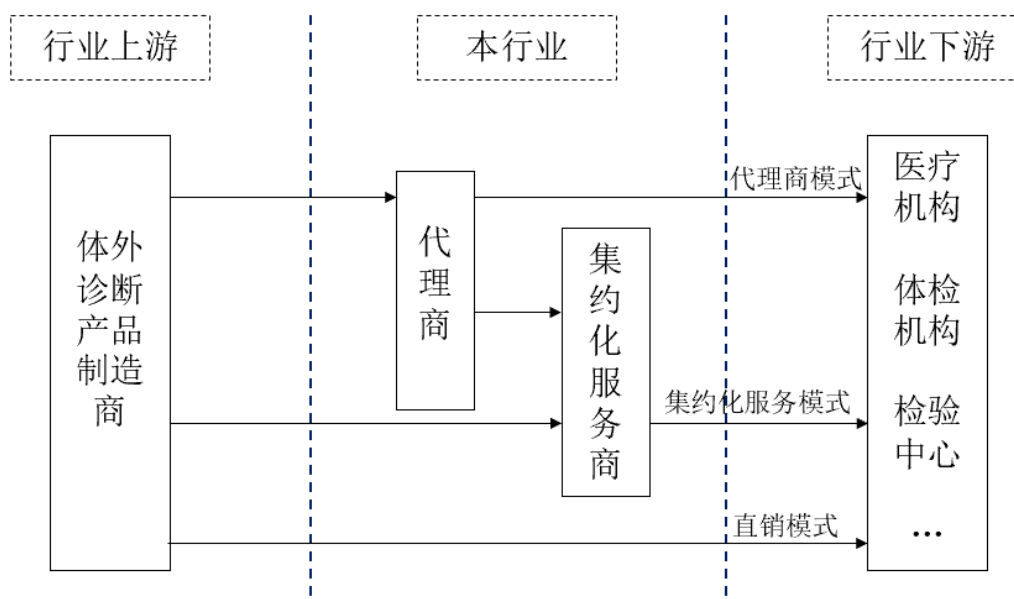 行业上游
本行业
行业下游
体外
诊断
产品
制造
商
代
理
商
集
约
化
服
务
商
代理商模式
集约化服务模式
直销模式
医疗
机构
体检
机构
检验
中心
...